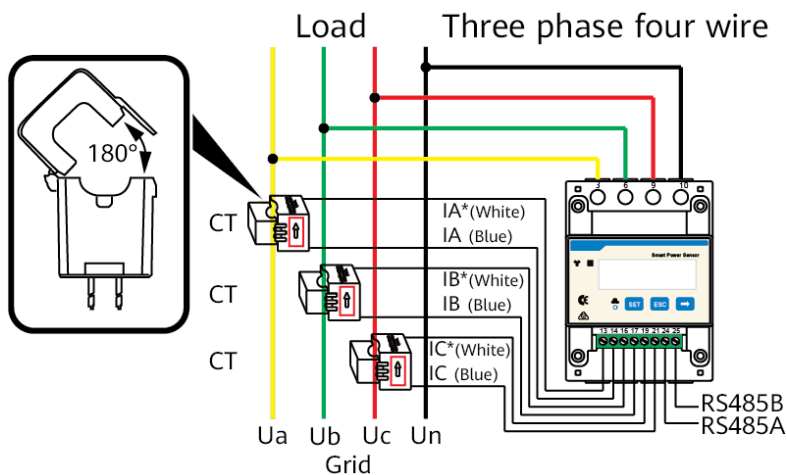 Load Three phase four wire
180°
3 6 9 10
CT
IA*(White)
IA (Blue)
Smart Power Sensor
CT
IB*(White)
IB (Blue)
SET ESC
CT
IC*(White)
IC (Blue)
13 14 16 17 19 21 24 25
RS485B
RS485A
Ua Ub Uc Un
Grid